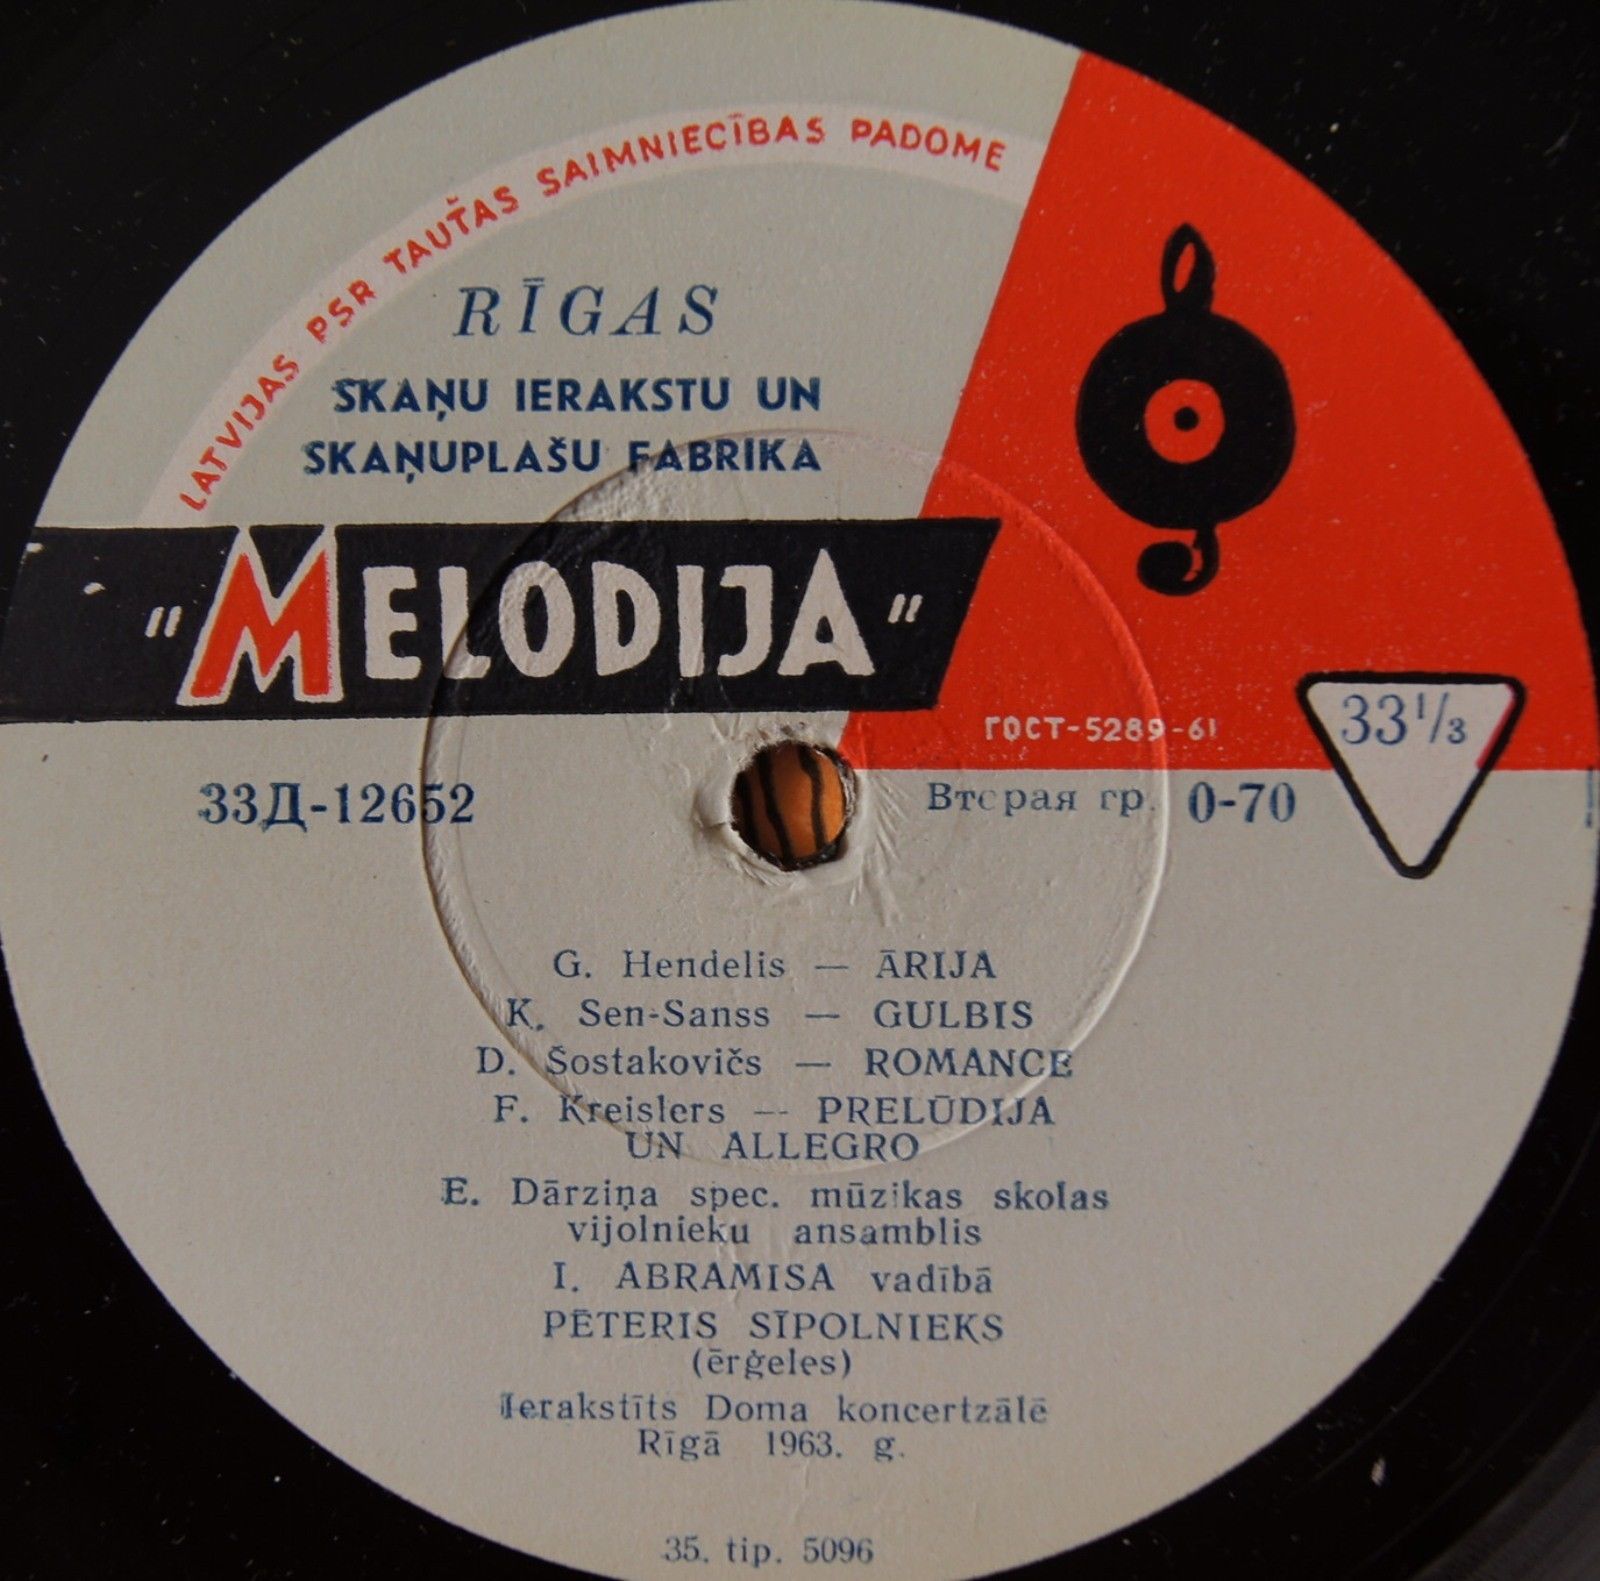 LATVIJAS PSR TAUTAS SAIMNIECĪBAS PADOME
RĪGAS
SKAŅU IERAKSTU UN
SKAŅUPLAŠU FABRIKA
"MELODIJA"
ГОСТ-5289-61
33 1/3
33Д-12652
Вторая гр. 0-70
G. Hendelis — ĀRIJA
K. Sen-Sanss — GULBIS
D. Šostakovičs — ROMANCE
F. Kreislers — PRELŪDIJA
UN ALLEGRO
E. Dārziņa spec. mūzikas skolas
vijolnieku ansamblis
I. ABRAMISA vadībā
PĒTERIS SĪPOLNIEKS
(ērģeles)
Ierakstīts Doma koncertzālē
Rīgā 1963. g.
35. tip. 5096